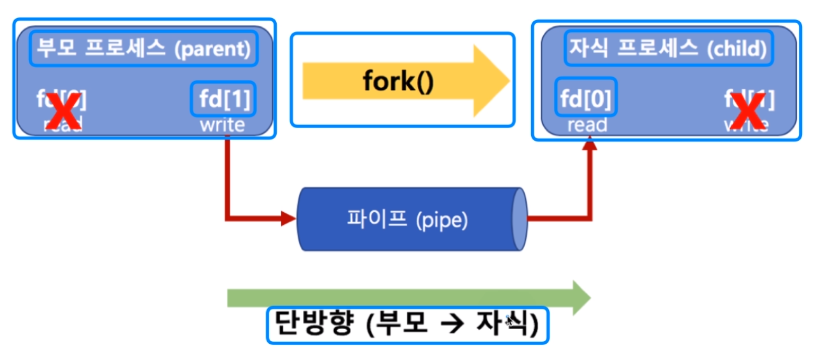 부모 프로세스 (parent)
fd[0]
read
fd[1]
write
fork()
자식 프로세스 (child)
fd[0]
read
fd[1]
write
파이프 (pipe)
단방향 (부모 → 자식)